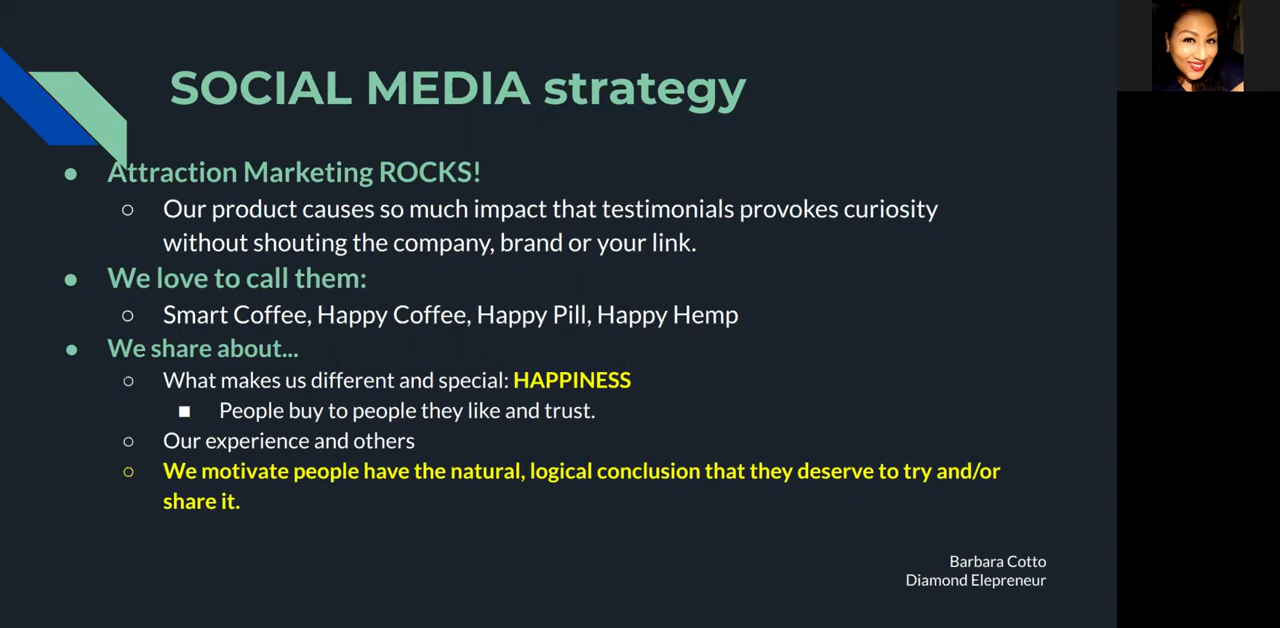 SOCIAL MEDIA strategy
● Attraction Marketing ROCKS!
○ Our product causes so much impact that testimonials provokes curiosity
without shouting the company, brand or your link.
● We love to call them:
○ Smart Coffee, Happy Coffee, Happy Pill, Happy Hemp
● We share about...
○ What makes us different and special: HAPPINESS
■ People buy to people they like and trust.
○ Our experience and others
○ We motivate people have the natural, logical conclusion that they deserve to try and/or
share it.
Barbara Cotto
Diamond Elepreneur